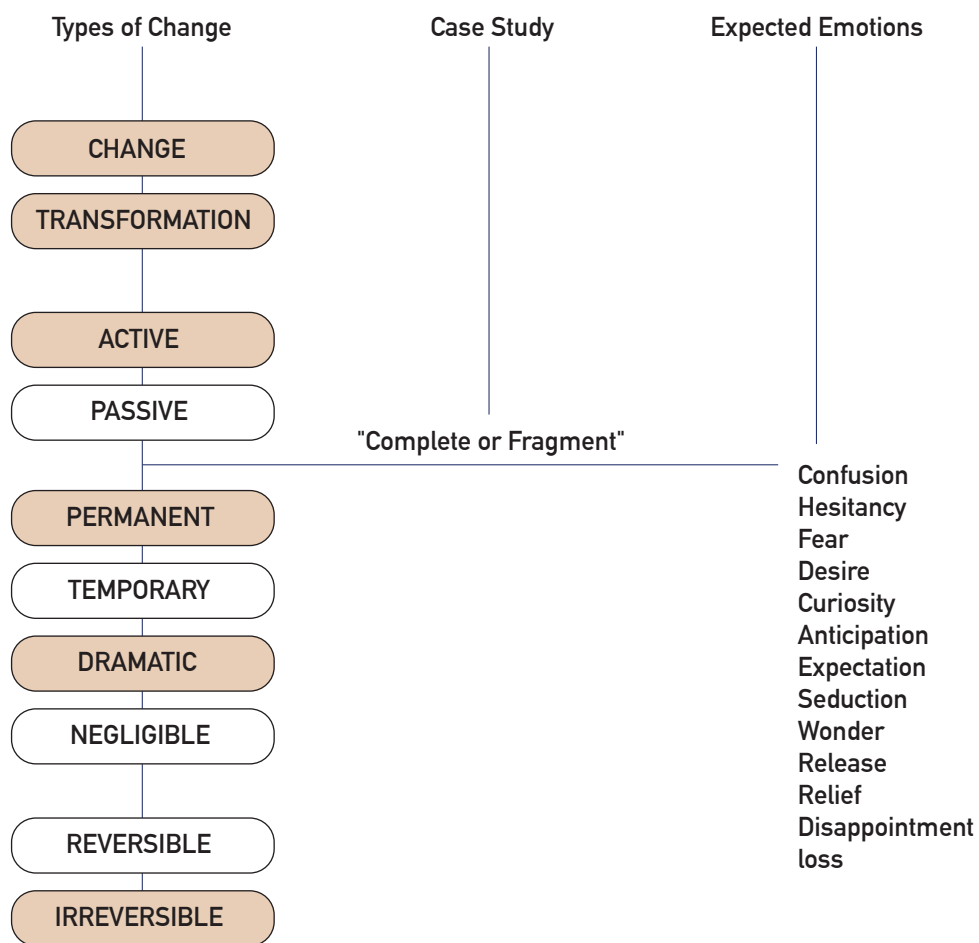 Types of Change
Case Study
Expected Emotions
CHANGE
TRANSFORMATION
ACTIVE
PASSIVE
"Complete or Fragment"
PERMANENT
TEMPORARY
DRAMATIC
NEGLIGIBLE
REVERSIBLE
IRREVERSIBLE
Confusion
Hesitancy
Fear
Desire
Curiosity
Anticipation
Expectation
Seduction
Wonder
Release
Relief
Disappointment
loss